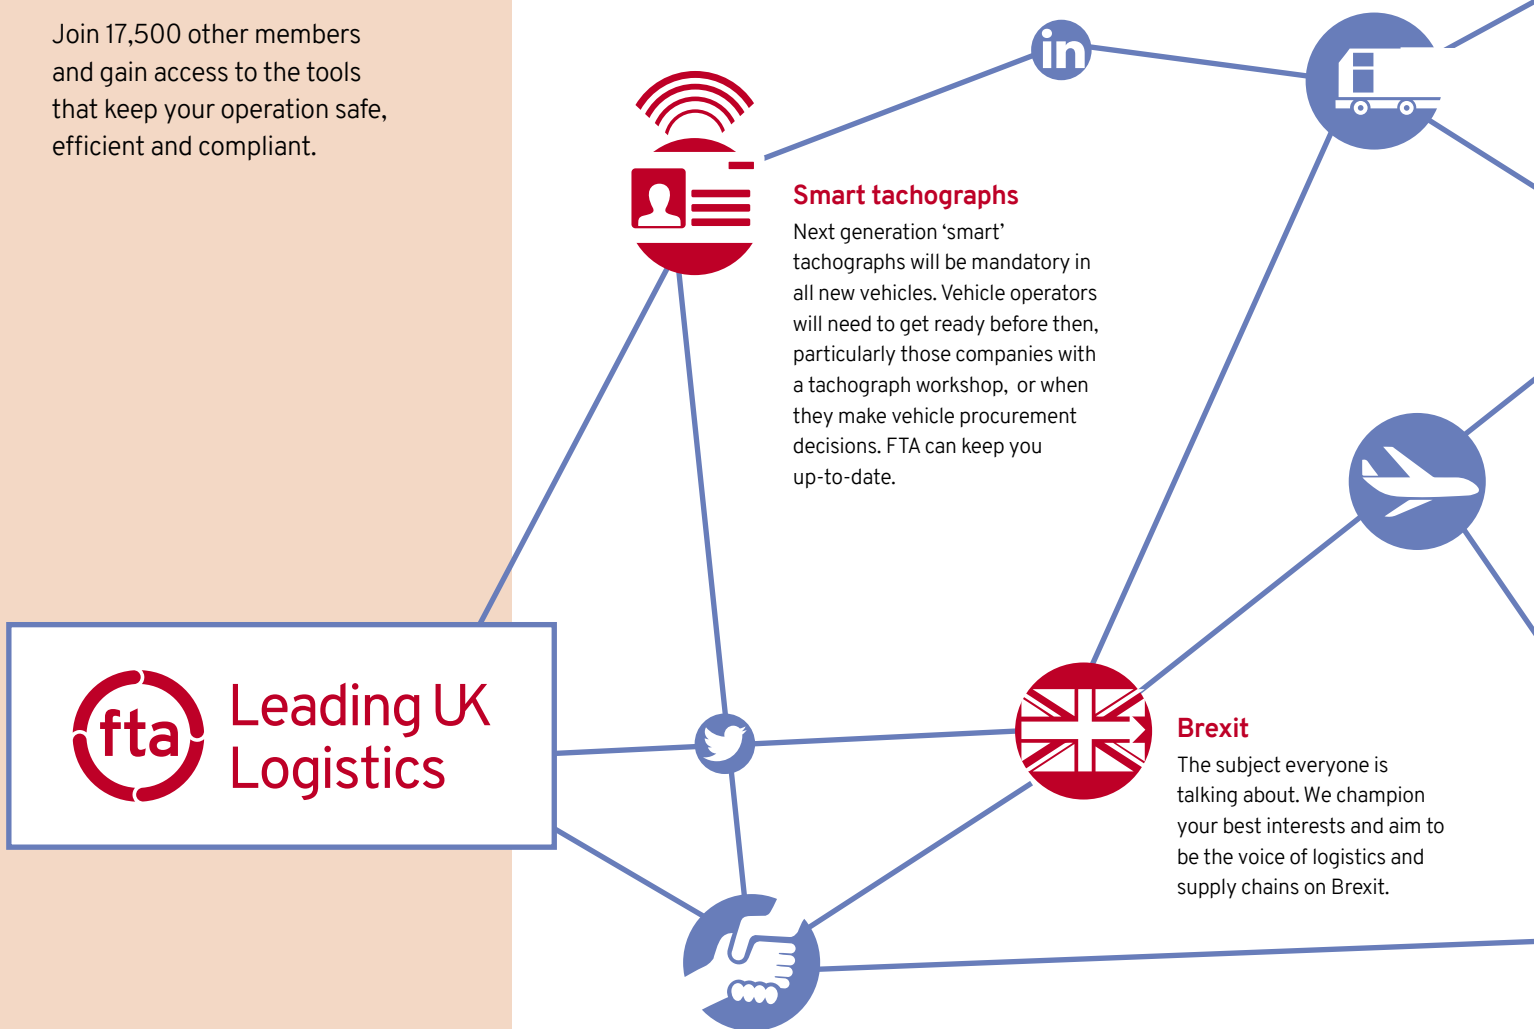 Join 17,500 other members
and gain access to the tools
that keep your operation safe,
efficient and compliant.
in
Smart tachographs
Next generation ‘smart’
tachographs will be mandatory in
all new vehicles. Vehicle operators
will need to get ready before then,
particularly those companies with
a tachograph workshop, or when
they make vehicle procurement
decisions. FTA can keep you
up-to-date.
fta
Leading UK
Logistics
Brexit
The subject everyone is
talking about. We champion
your best interests and aim to
be the voice of logistics and
supply chains on Brexit.